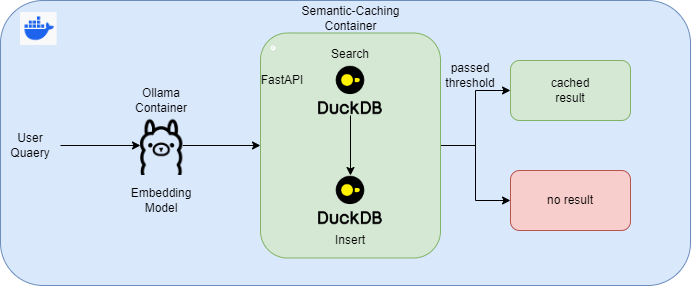 Semantic-Caching
Container
Search
FastAPI
DuckDB
passed
threshold
cached
result
Ollama
Container
User
Quaery
Embedding
Model
DuckDB
Insert
no result